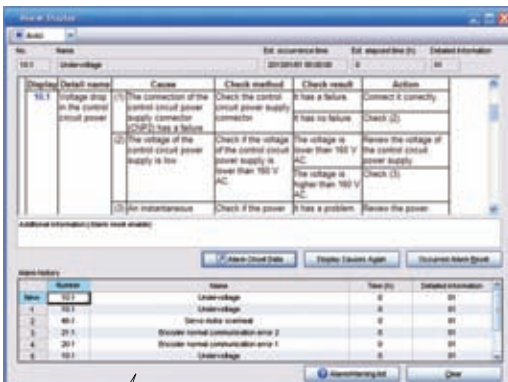 Alarm Display
Axis1
No. Name Est. occurrence time Est. elapsed time (h) Detailed Information
10.1 Undervoltage 0 01
Display Detail name Cause Check method Check result Action
10.1 Voltage drop in the control circuit power (1) The connection of the control circuit power supply connector (CNP2) has a failure Check the control circuit power supply connector. It has a failure. Connect it correctly.
It has no failure. Check (2).
(2) The voltage of the control circuit power supply is low. Check if the voltage of the control circuit power supply is lower than 160 V AC. The voltage is lower than 160 V AC. Review the voltage of the control circuit power supply.
The voltage is higher than 160 V AC. Check (3).
(3) An instantaneous Check if the power It has a problem. Review the power
Additional information (Alarm reset enable)
Alarm Onset Data Display Causes Again Occurred Alarm Reset
Alarm history
Number Name Time (h) Detailed Information
New 10.1 Undervoltage 0 01
1 10.1 Undervoltage 0 01
2 Servo motor overheat 0 01
3 21.1 Encoder normal communication error 2 0 01
4 20.1 Encoder normal communication error 1 0 01
5 10.1 Undervoltage 0 01
Alarm/Warning list Clear